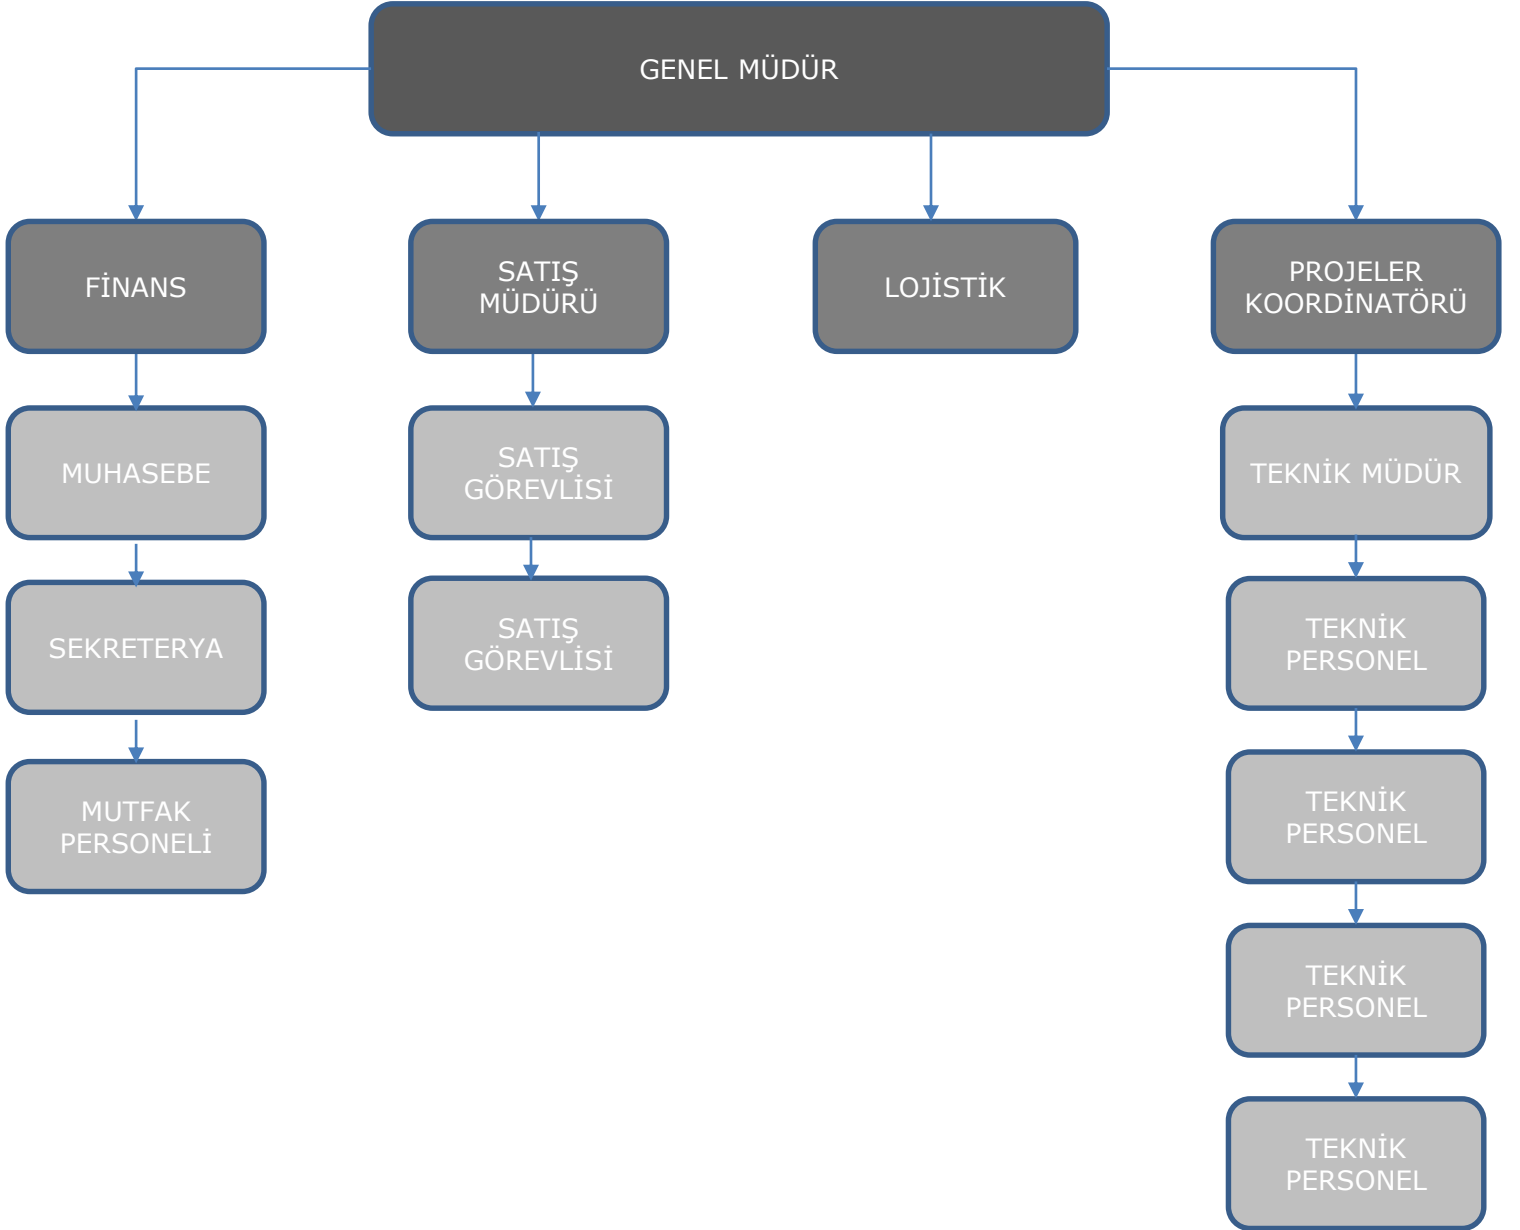 GENEL MÜDÜR
FİNANS
SATIŞ
MÜDÜRÜ
LOJİSTİK
PROJELER
KOORDİNATÖRÜ
MUHASEBE
SATIŞ
GÖREVLİSİ
TEKNİK MÜDÜR
SEKRETERYA
SATIŞ
GÖREVLİSİ
TEKNİK
PERSONEL
MUTFAK
PERSONELİ
TEKNİK
PERSONEL
TEKNİK
PERSONEL
TEKNİK
PERSONEL